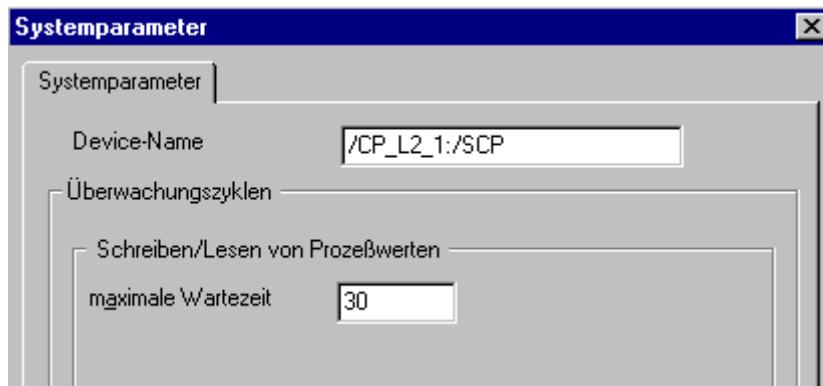 Systemparameter
Systemparameter
Device-Name /CP_L2_1:/SCP
Überwachungszyklen
Schreiben/Lesen von Prozeßwerten
maximale Wartezeit 30